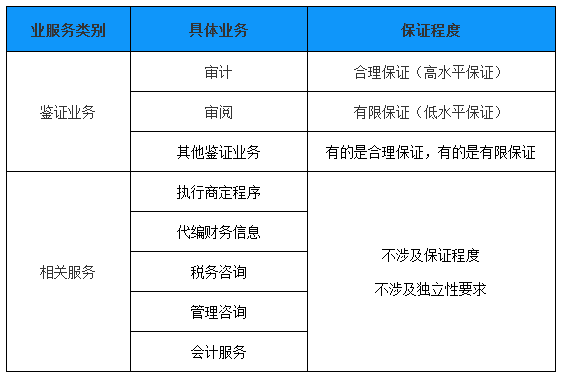 业服务类别 具体业务 保证程度
鉴证业务 审计 合理保证（高水平保证）
审阅 有限保证（低水平保证）
其他鉴证业务 有的是合理保证，有的是有限保证
相关服务 执行商定程序
代编财务信息
税务咨询
管理咨询
会计服务
不涉及保证程度
不涉及独立性要求